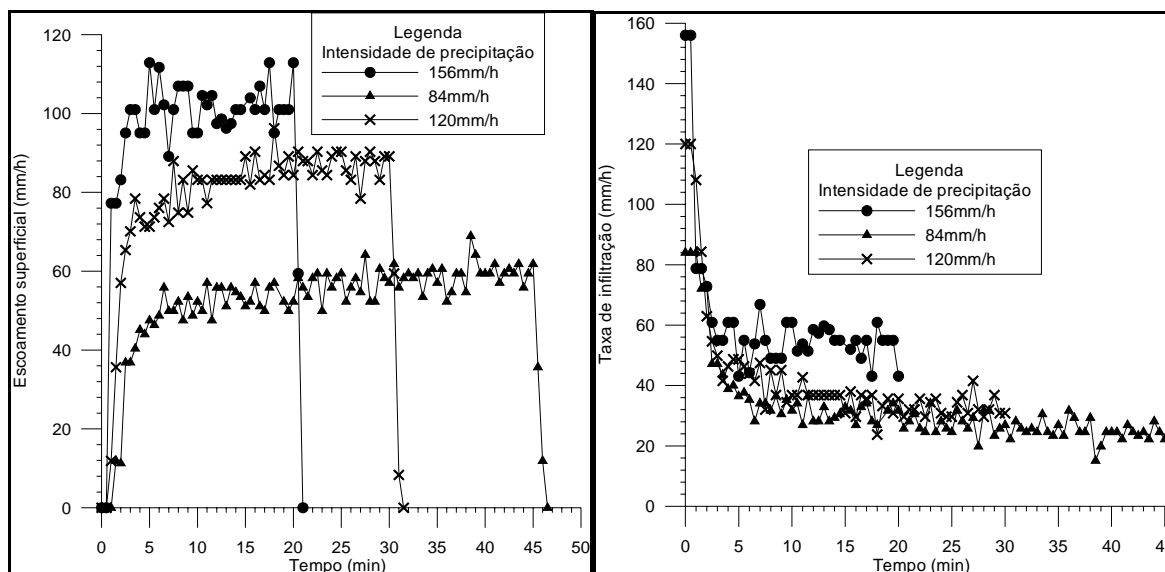 120
100
80
60
40
20
0
Escoamento superficial (mm/h)
Legenda
Intensidade de precipitação
156mm/h
84mm/h
120mm/h
0 5 10 15 20 25 30 35 40 45 50
Tempo (min)
160
140
120
100
80
60
40
20
0
Taxa de infiltração (mm/h)
Legenda
Intensidade de precipitação
156mm/h
84mm/h
120mm/h
0 5 10 15 20 25 30 35 40
Tempo (min)